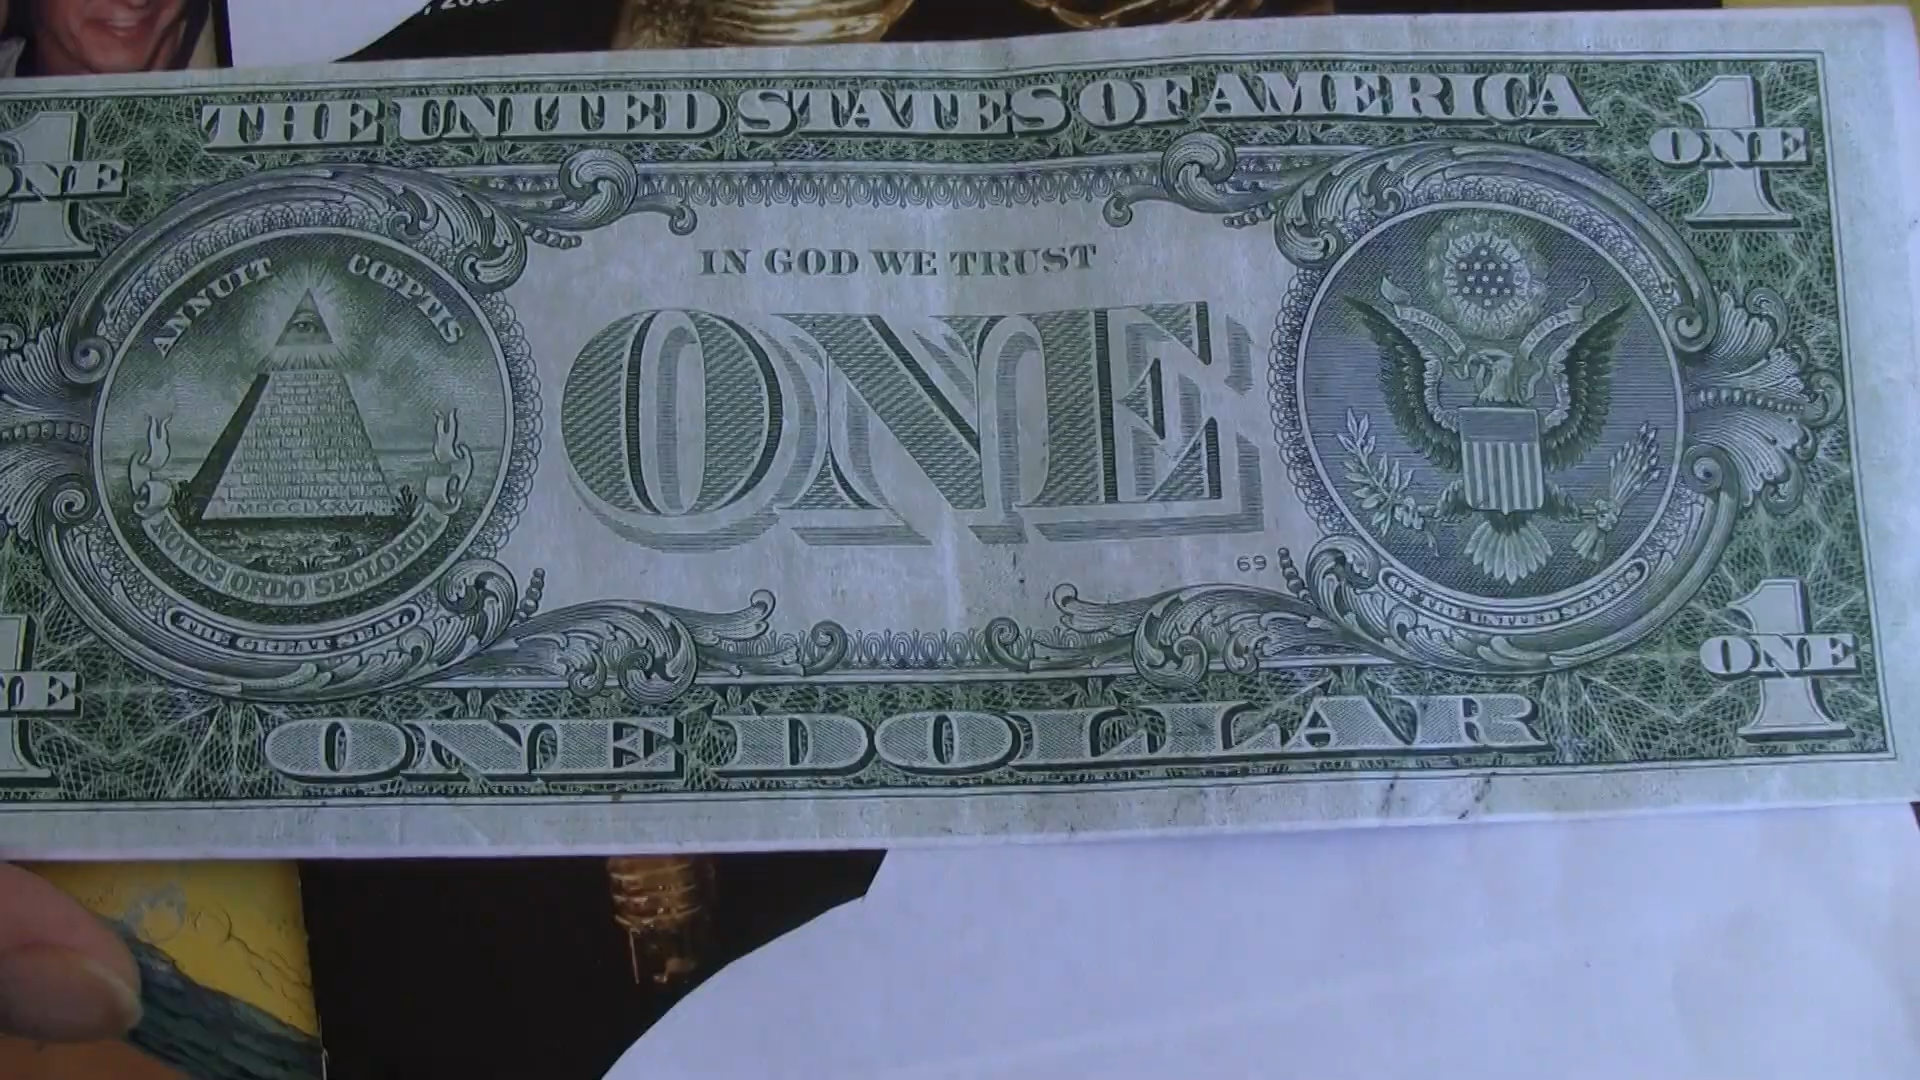 THE UNITED STATES OF AMERICA
1
ONE
1
ONE
ANNUIT CŒPTIS
IN GOD WE TRUST
ONE
MDCCLXXVI
NOVUS ORDO SECLORUM
THE GREAT SEAL
69
OF THE UNITED STATES
1
ONE
ONE DOLLAR